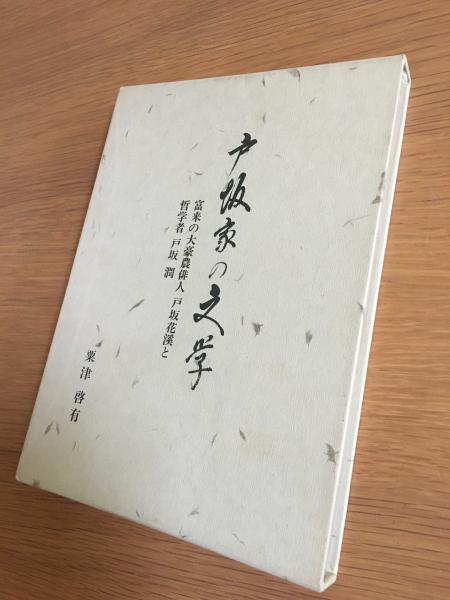 戸坂家の文学
富来の大豪農俳人 戸坂花溪と
哲学者 戸坂 潤
粟津 啓有